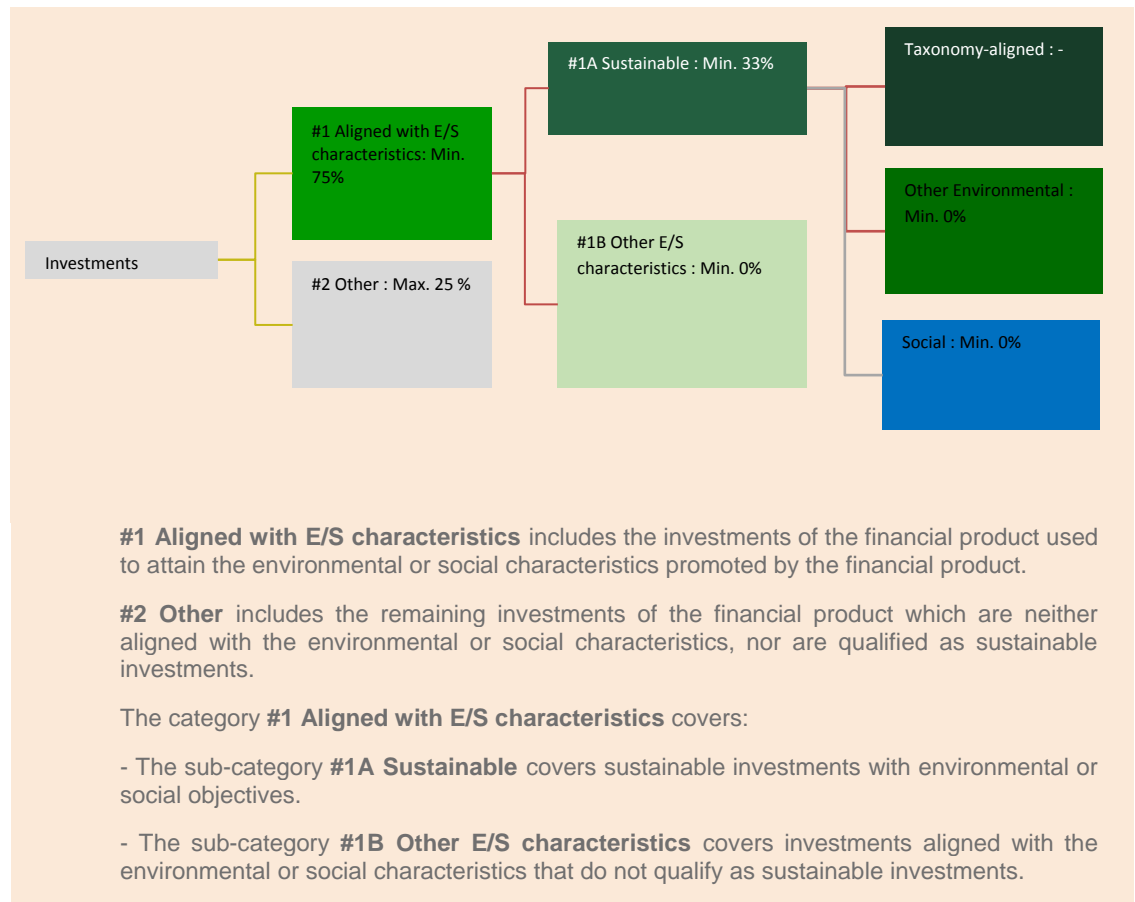 Investments
#1 Aligned with E/S
characteristics: Min.
75%
#2 Other : Max. 25 %
#1A Sustainable : Min. 33%
#1B Other E/S
characteristics : Min. 0%
Taxonomy-aligned : -
Other Environmental :
Min. 0%
Social : Min. 0%
#1 Aligned with E/S characteristics includes the investments of the financial product used
to attain the environmental or social characteristics promoted by the financial product.
#2 Other includes the remaining investments of the financial product which are neither
aligned with the environmental or social characteristics, nor are qualified as sustainable
investments.
The category #1 Aligned with E/S characteristics covers:
- The sub-category #1A Sustainable covers sustainable investments with environmental or
social objectives.
- The sub-category #1B Other E/S characteristics covers investments aligned with the
environmental or social characteristics that do not qualify as sustainable investments.